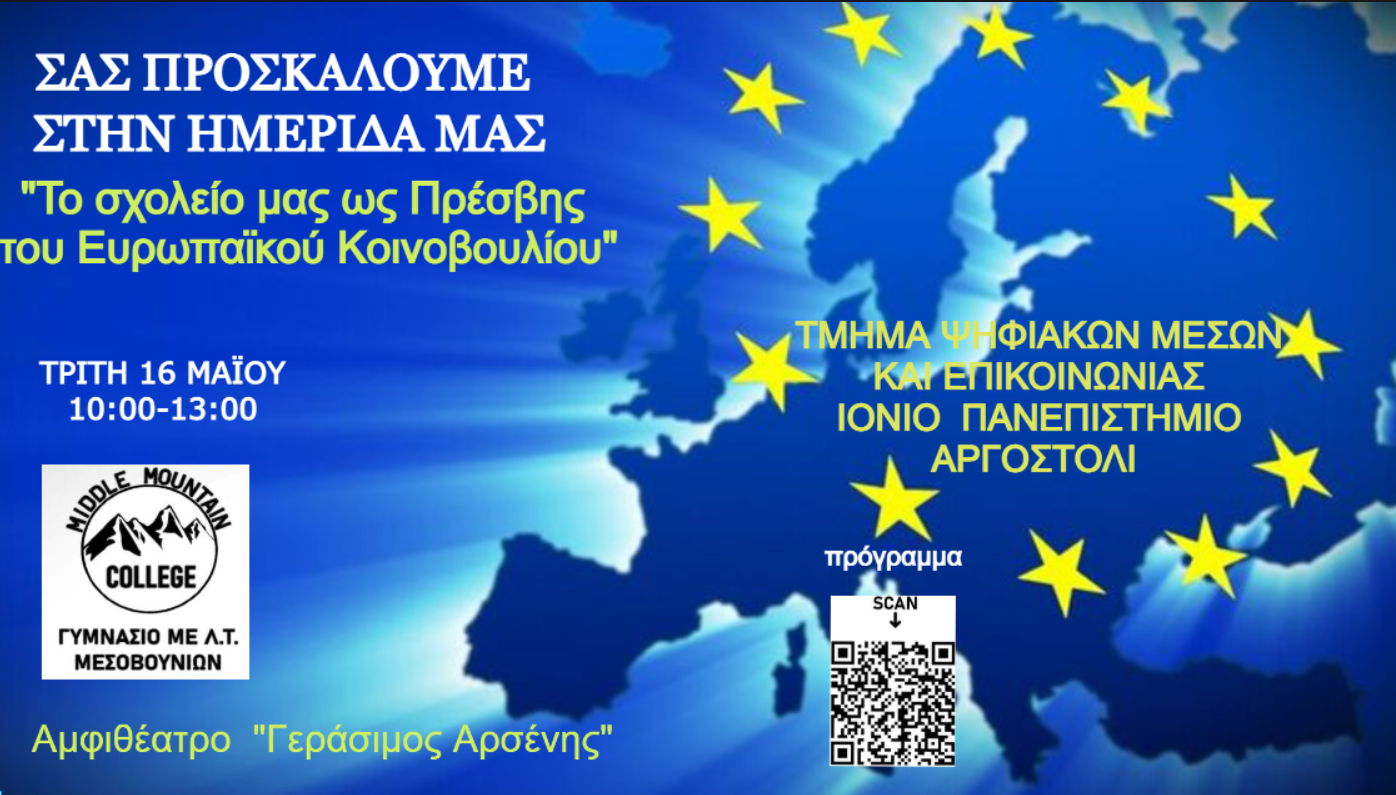 ΣΑΣ ΠΡΟΣΚΑΛΟΥΜΕ
ΣΤΗΝ ΗΜΕΡΙΔΑ ΜΑΣ
"Το σχολείο μας ως Πρέσβης
του Ευρωπαϊκού Κοινοβουλίου"
ΤΡΙΤΗ 16 ΜΑΪΟΥ
10:00-13:00
ΤΜΗΜΑ ΨΗΦΙΑΚΩΝ ΜΕΣΩΝ
ΚΑΙ ΕΠΙΚΟΙΝΩΝΙΑΣ
ΙΟΝΙΟ ΠΑΝΕΠΙΣΤΗΜΙΟ
ΑΡΓΟΣΤΟΛΙ
MIDDLE MOUNTAIN
COLLEGE
ΓΥΜΝΑΣΙΟ ΜΕ Λ.Τ.
ΜΕΣΟΒΟΥΝΙΩΝ
πρόγραμμα
SCAN
Αμφιθέατρο "Γεράσιμος Αρσένης"